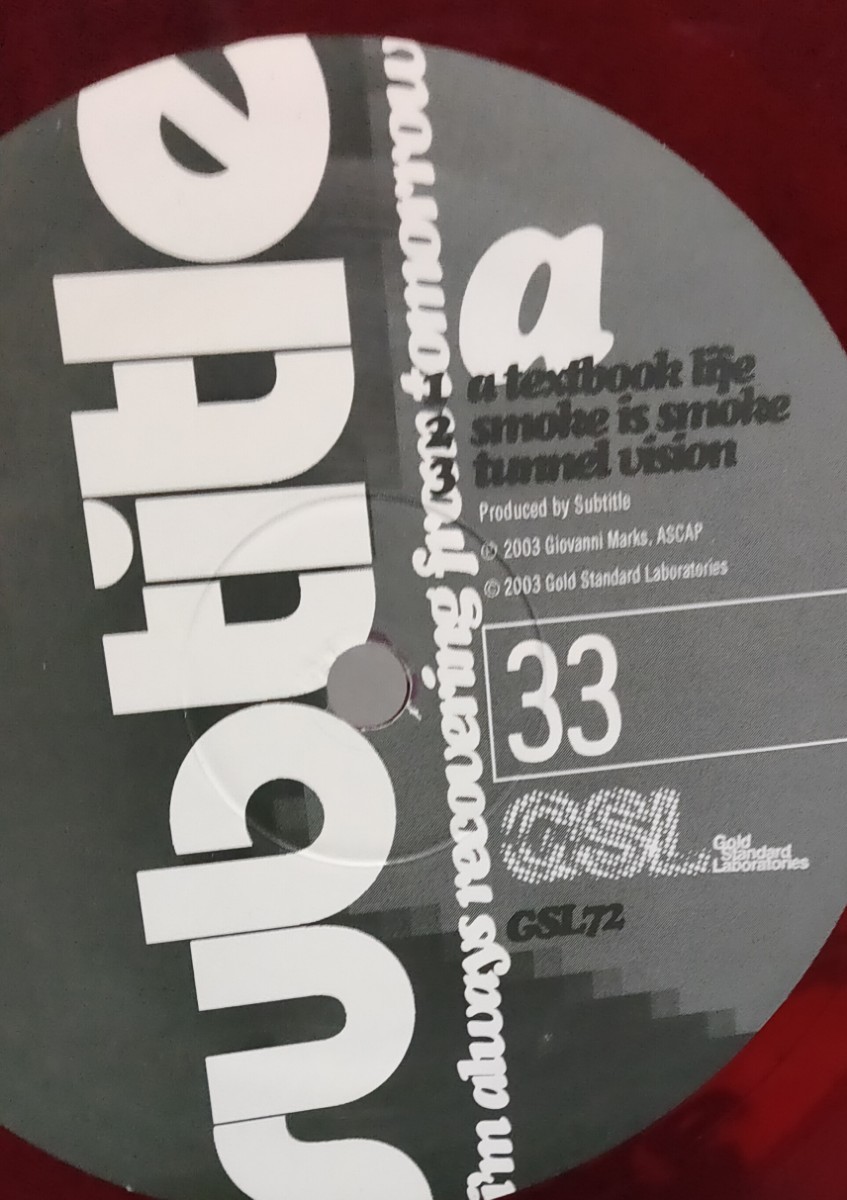 subtitle
i'm always recovering from tomorrow
a
1 a textbook life
2 smoke is smoke
3 tunnel vision
Produced by Subtitle
℗ 2003 Giovanni Marks, ASCAP
© 2003 Gold Standard Laboratories
33
GSL
Gold
Standard
Laboratories
GSL72